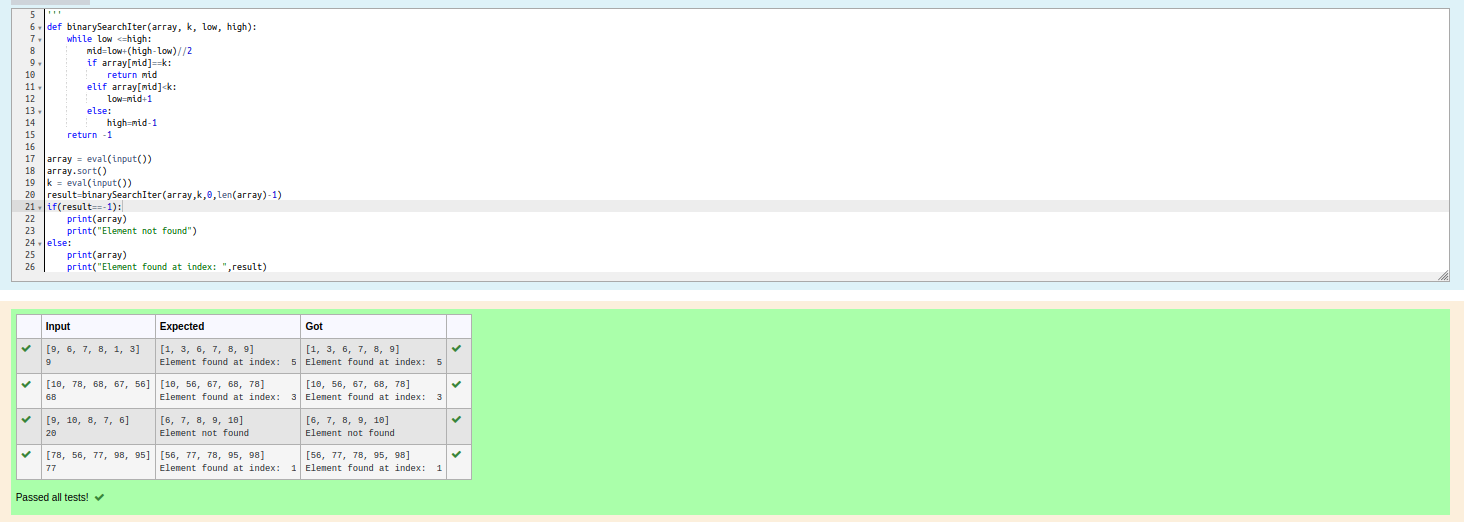 5 '''
6 def binarySearchIter(array, k, low, high):
7     while low <=high:
8         mid=low+(high-low)//2
9         if array[mid]==k:
10             return mid
11         elif array[mid]<k:
12             low=mid+1
13         else:
14             high=mid-1
15     return -1
16
17 array = eval(input())
18 array.sort()
19 k = eval(input())
20 result=binarySearchIter(array,k,0,len(array)-1)
21 if(result==-1):
22     print(array)
23     print("Element not found")
24 else:
25     print(array)
26     print("Element found at index: ",result)
Input Expected Got
[9, 6, 7, 8, 1, 3] [1, 3, 6, 7, 8, 9] [1, 3, 6, 7, 8, 9]
9 Element found at index:  5 Element found at index:  5
[10, 78, 68, 67, 56] [10, 56, 67, 68, 78] [10, 56, 67, 68, 78]
68 Element found at index:  3 Element found at index:  3
[9, 10, 8, 7, 6] [6, 7, 8, 9, 10] [6, 7, 8, 9, 10]
20 Element not found Element not found
[78, 56, 77, 98, 95] [56, 77, 78, 95, 98] [56, 77, 78, 95, 98]
77 Element found at index:  1 Element found at index:  1
Passed all tests!